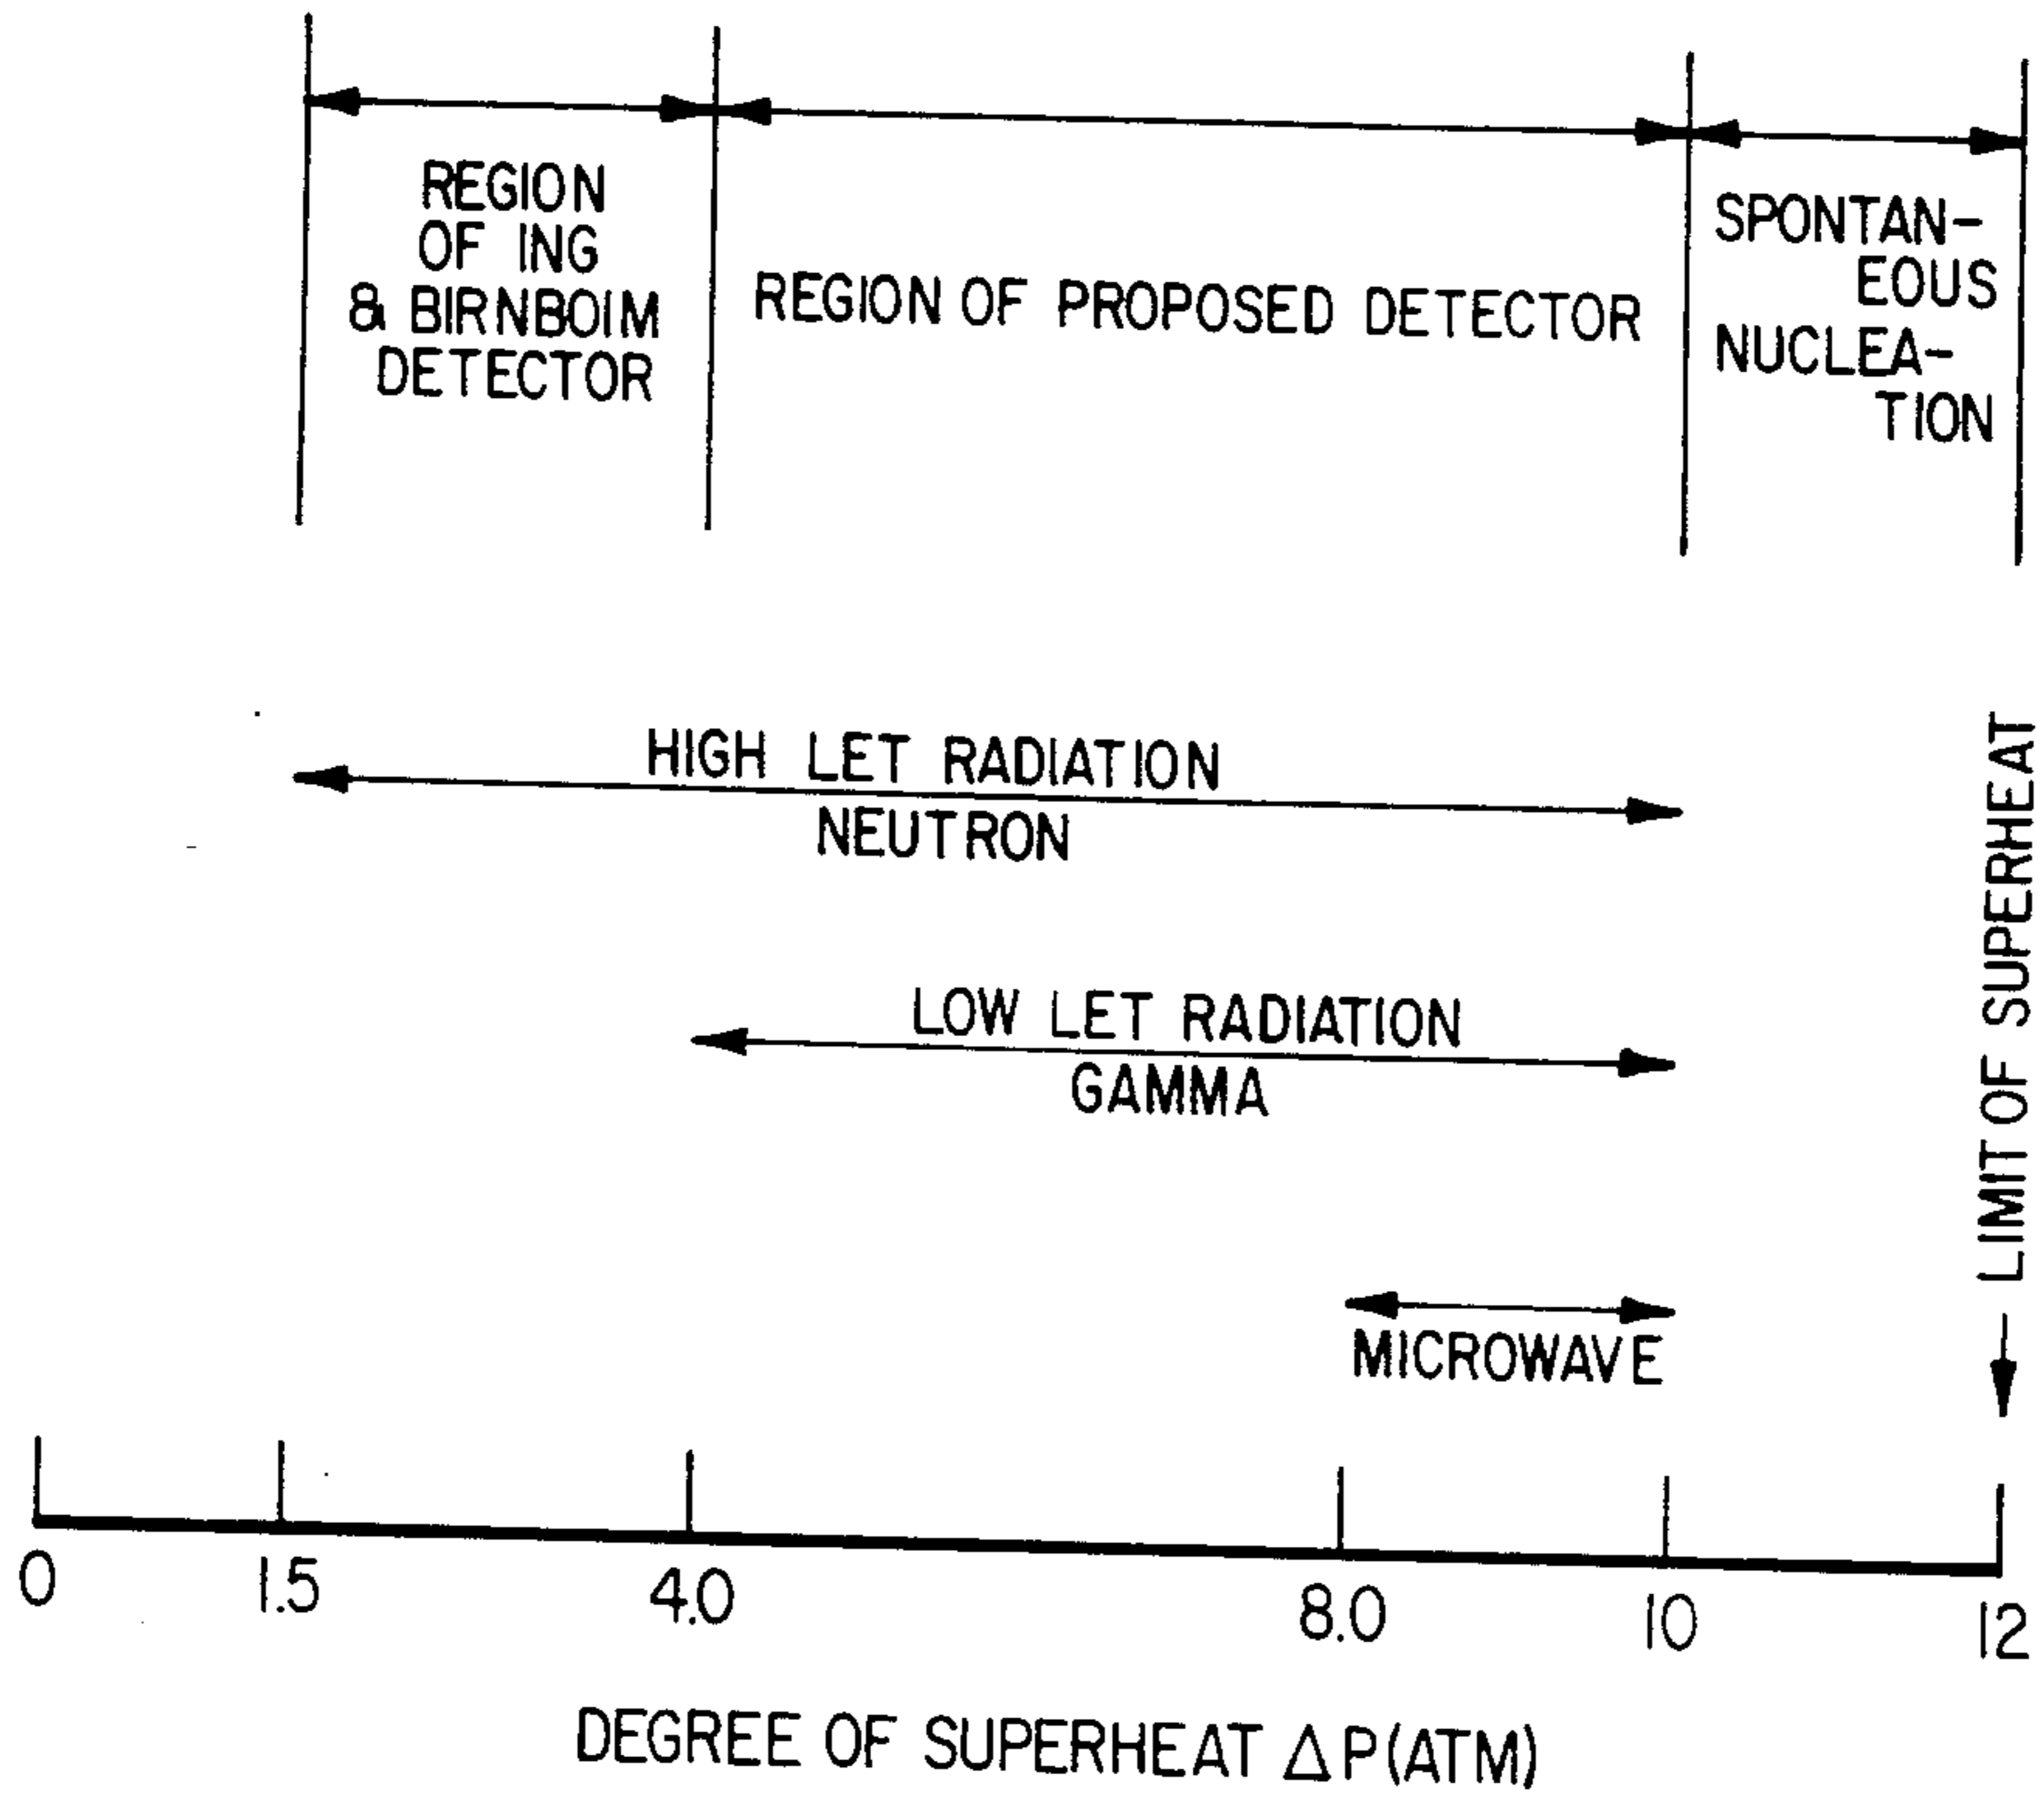 REGION
OF ING
& BIRNBOIM
DETECTOR
REGION OF PROPOSED DETECTOR
SPONTAN-
EOUS
NUCLEA-
TION
HIGH LET RADIATION
NEUTRON
LOW LET RADIATION
GAMMA
MICROWAVE
LIMIT OF SUPERHEAT
0
1.5
4.0
8.0
10
12
DEGREE OF SUPERHEAT ΔP(ATM)